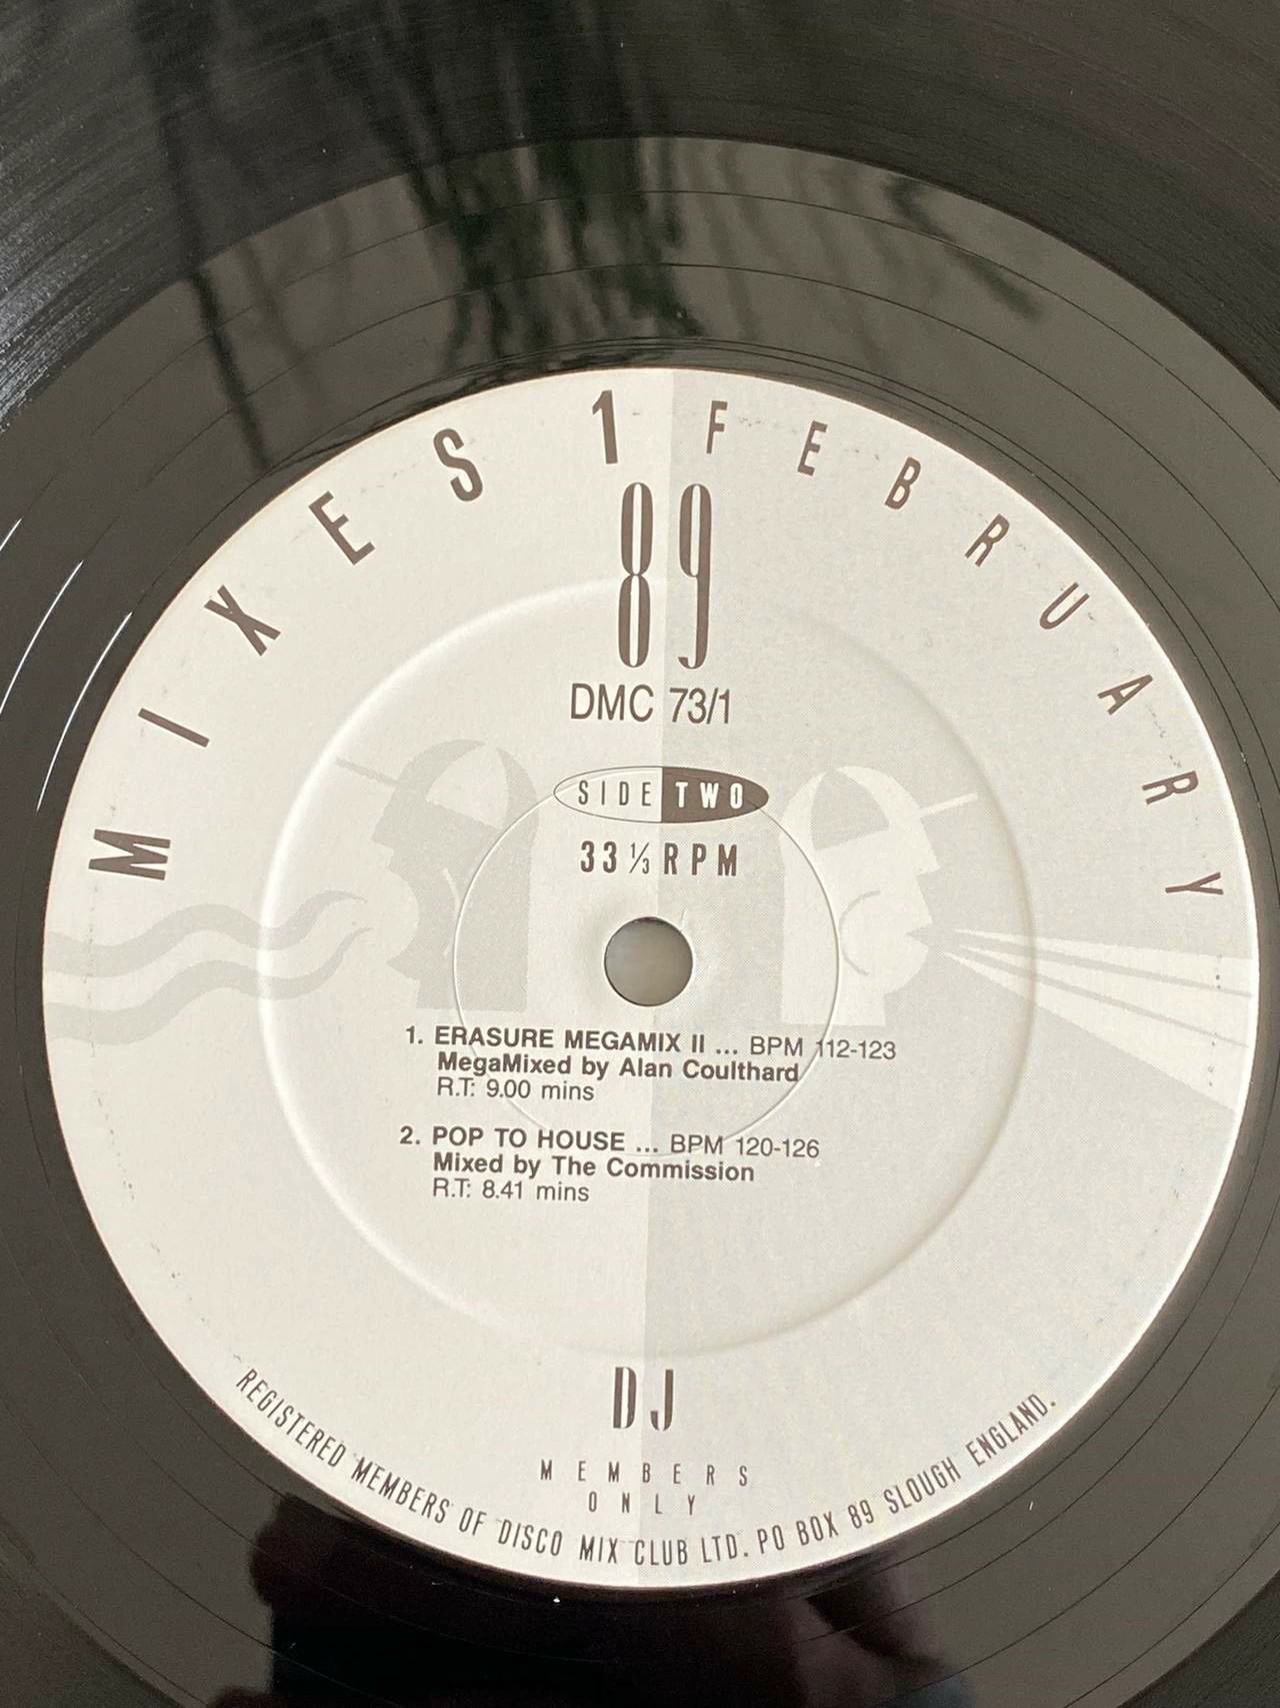 MIXES 1 FEBRUARY
89
DMC 73/1
SIDE TWO
33 1/3 RPM
1. ERASURE MEGAMIX II ... BPM 112-123
MegaMixed by Alan Coulthard
R.T: 9.00 mins
2. POP TO HOUSE ... BPM 120-126
Mixed by The Commission
R.T: 8.41 mins
DJ
MEMBERS
ONLY
REGISTERED MEMBERS OF DISCO MIX CLUB LTD. PO BOX 89 SLOUGH ENGLAND.